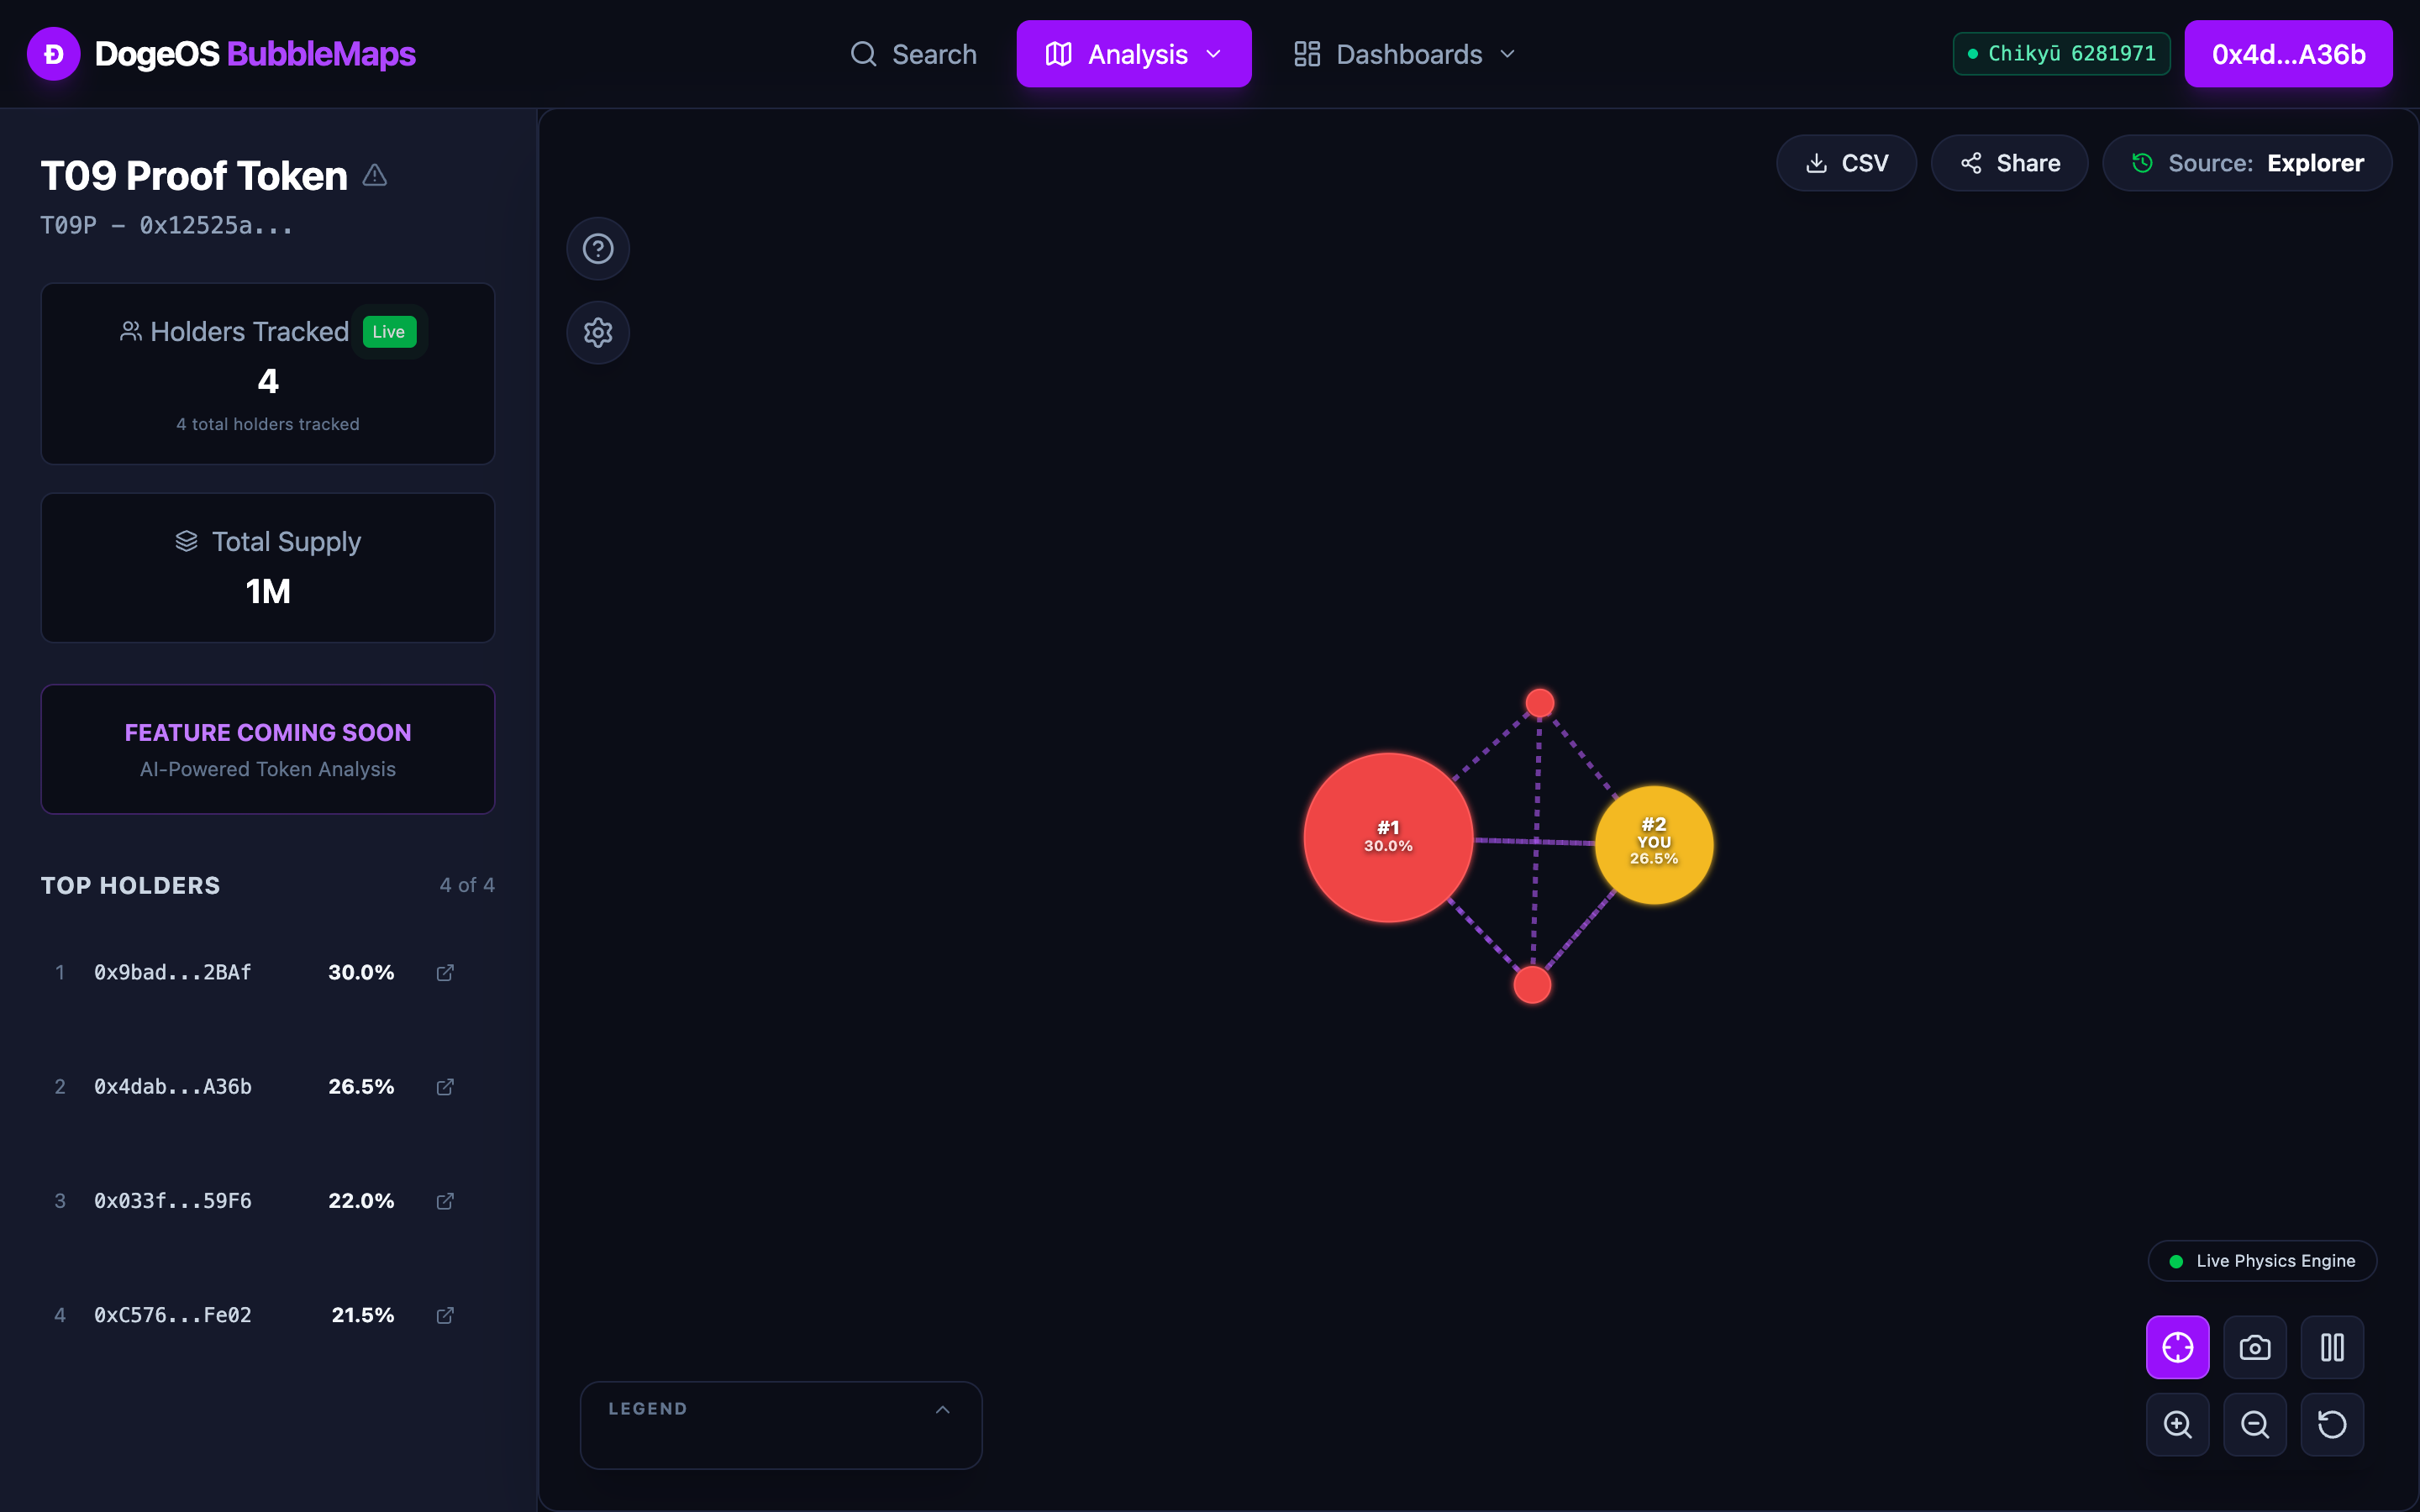 DogeOS BubbleMaps
Search
Analysis
Dashboards
Chikyū 6281971
0x4d...A36b
T09 Proof Token
T09P – 0x12525a...
Holders Tracked Live
4
4 total holders tracked
Total Supply
1M
FEATURE COMING SOON
AI-Powered Token Analysis
TOP HOLDERS 4 of 4
1 0x9bad...2BAf 30.0%
2 0x4dab...A36b 26.5%
3 0x033f...59F6 22.0%
4 0xC576...Fe02 21.5%
CSV
Share
Source: Explorer
#1
30.0%
#2
YOU
26.5%
LEGEND
Live Physics Engine